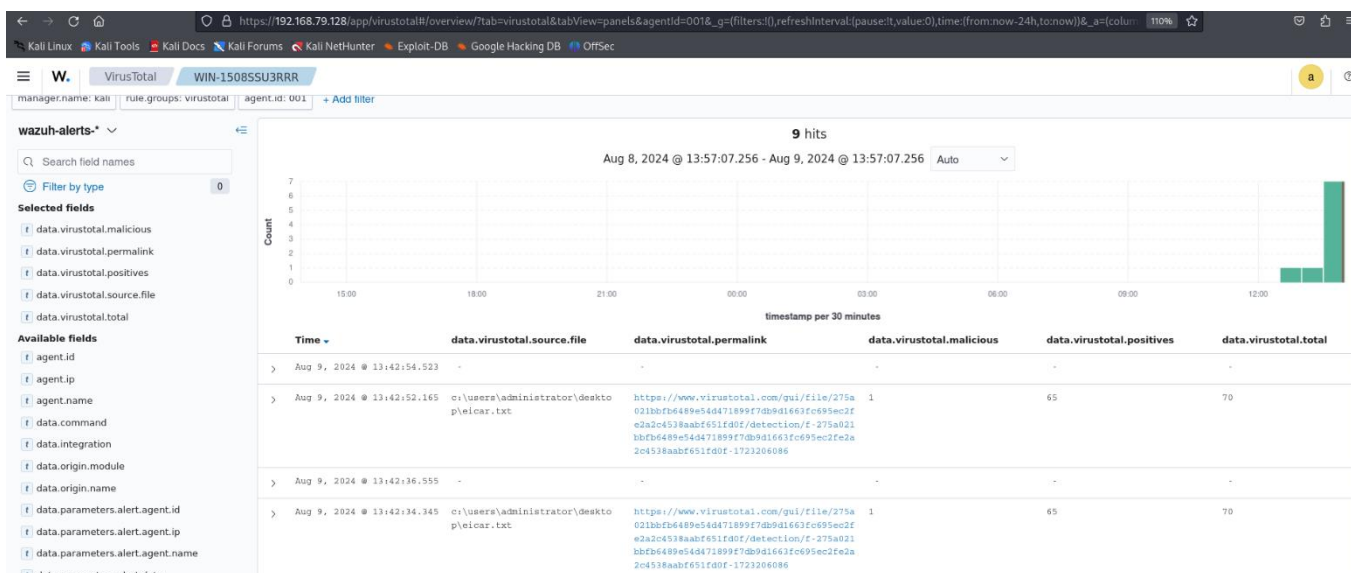 https://192.168.79.128/app/virustotal#/overview/?tab=virustotal&tabView=panels&agentId=001&_g=(filters:!(),refreshInterval:(pause:!t,value:0),time:(from:now-24h,to:now))&_a=(colum 110%
Kali Linux Kali Tools Kali Docs Kali Forums Kali NetHunter Exploit-DB Google Hacking DB OffSec
W. VirusTotal WIN-1508SSU3RRR a
manager.name: kali rule.groups: virustotal agent.id: 001 + Add filter
wazuh-alerts-*
Search field names
Filter by type 0
Selected fields
t data.virustotal.malicious
t data.virustotal.permalink
t data.virustotal.positives
t data.virustotal.source.file
t data.virustotal.total
Available fields
t agent.id
t agent.ip
t agent.name
t data.command
t data.integration
t data.origin.module
t data.origin.name
t data.parameters.alert.agent.id
t data.parameters.alert.agent.ip
t data.parameters.alert.agent.name
9 hits
Aug 8, 2024 @ 13:57:07.256 - Aug 9, 2024 @ 13:57:07.256 Auto
Count
7
6
5
4
3
2
1
0
15:00 18:00 21:00 00:00 03:00 06:00 09:00 12:00
timestamp per 30 minutes
Time data.virustotal.source.file data.virustotal.permalink data.virustotal.malicious data.virustotal.positives data.virustotal.total
> Aug 9, 2024 @ 13:42:54.523 - - - - -
> Aug 9, 2024 @ 13:42:52.165 c:\users\administrator\deskto https://www.virustotal.com/gui/file/275a 1 65 70
p\eicar.txt 021bbfb6489e54d471899f7db9d1663fc695ec2f
e2a2c4538aabf651fd0f/detection/f-275a021
bbfb6489e54d471899f7db9d1663fc695ec2fe2a
2c4538aabf651fd0f-1723206086
> Aug 9, 2024 @ 13:42:36.555 - - - - -
> Aug 9, 2024 @ 13:42:34.345 c:\users\administrator\deskto https://www.virustotal.com/gui/file/275a 1 65 70
p\eicar.txt 021bbfb6489e54d471899f7db9d1663fc695ec2f
e2a2c4538aabf651fd0f/detection/f-275a021
bbfb6489e54d471899f7db9d1663fc695ec2fe2a
2c4538aabf651fd0f-1723206086